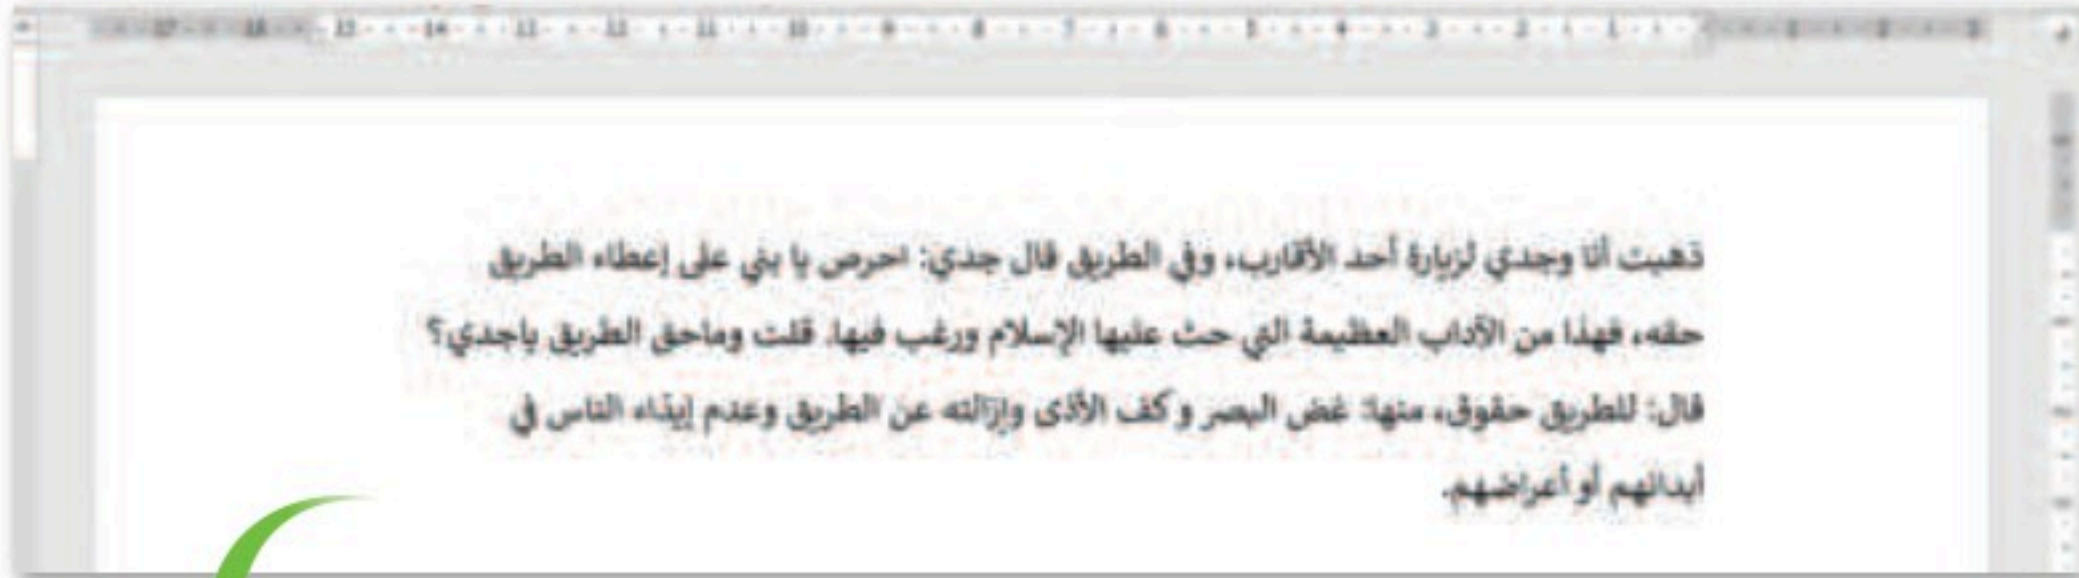 ذهبت أنا وجدي لزيارة أحد الأقارب، وفي الطريق قال جدي: احرص يا بني على إعطاء الطريق
حقه، فهذا من الآداب العظيمة التي حث عليها الإسلام ورغب فيها. قلت وماحق الطريق ياجدي؟
قال: للطريق حقوق، منها: غض البصر و كف الأذى وإزالته عن الطريق وعدم إيذاء الناس في
أبدانهم أو أعراضهم.